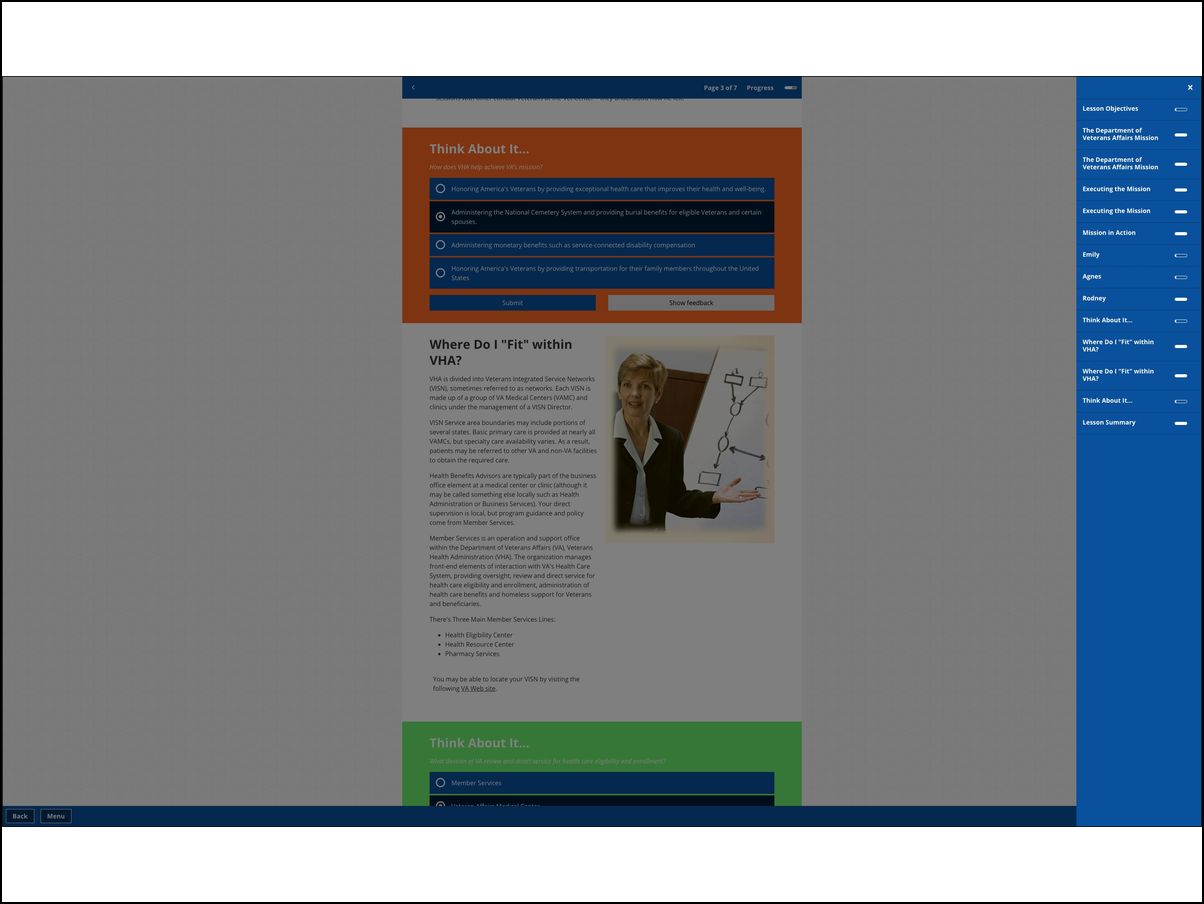 Page 3 of 7 Progress
Think About It...
How does VHA help achieve VA's mission?
Honoring America's Veterans by providing exceptional health care that improves their health and well-being.
Administering the National Cemetery System and providing burial benefits for eligible Veterans and certain
spouses.
Administering monetary benefits such as service-connected disability compensation
Honoring America's Veterans by providing transportation for their family members throughout the United
States
Submit
Show feedback
Where Do I "Fit" within
VHA?
VHA is divided into Veterans Integrated Service Networks
(VISN), sometimes referred to as networks. Each VISN is
made up of a group of VA Medical Centers (VAMC) and
clinics under the management of a VISN Director.
VISN Service area boundaries may include portions of
several states. Basic primary care is provided at nearly all
VAMCs, but specialty care availability varies. As a result,
patients may be referred to other VA and non-VA facilities
to obtain the required care.
Health Benefits Advisors are typically part of the business
office element at a medical center or clinic (although it
may be called something else locally such as Health
Administration or Business Services). Your direct
supervision is local, but program guidance and policy
come from Member Services.
Member Services is an operation and support office
within the Department of Veterans Affairs (VA), Veterans
Health Administration (VHA). The organization manages
front-end elements of interaction with VA's Health Care
System, providing oversight, review and direct service for
health care eligibility and enrollment, administration of
health care benefits and homeless support for Veterans
and beneficiaries.
There's Three Main Member Services Lines:
Health Eligibility Center
Health Resource Center
Pharmacy Services
You may be able to locate your VISN by visiting the
following VA Web site.
Think About It...
What division of VA review and direct service for health care eligibility and enrollment?
Member Services
Back
Menu
Lesson Objectives
The Department of
Veterans Affairs Mission
The Department of
Veterans Affairs Mission
Executing the Mission
Executing the Mission
Mission in Action
Emily
Agnes
Rodney
Think About It...
Where Do I "Fit" within
VHA?
Where Do I "Fit" within
VHA?
Think About It...
Lesson Summary